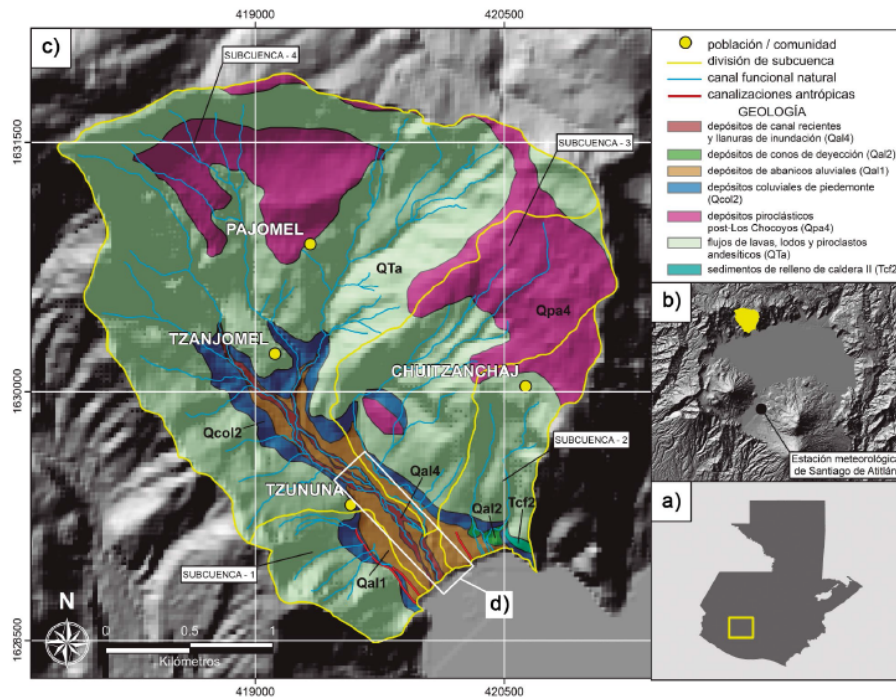 c)
419000
420500
SUBCUENCA - 4
1631500
SUBCUENCA - 3
PAJOMEL
QTa
Qpa4
TZANJOMEL
1630000
CHUITZANCHAJ
Qcol2
SUBCUENCA - 2
Qal4
TZUNUNA
Qal2
Tcf2
SUBCUENCA - 1
Qal1
d)
N
0
0.5
1
Kilómetros
1628500
419000
420500
población / comunidad
división de subcuenca
canal funcional natural
canalizaciones antrópicas
GEOLOGÍA
depósitos de canal recientes
y llanuras de inundación (Qal4)
depósitos de conos de deyección (Qal2)
depósitos de abanicos aluviales (Qal1)
depósitos coluviales de piedemonte
(Qcol2)
depósitos piroclásticos
post-Los Chocoyos (Qpa4)
flujos de lavas, lodos y piroclastos
andesíticos (QTa)
sedimentos de relleno de caldera II (Tcf2
b)
Estación meteorológica
de Santiago de Atitlán
a)